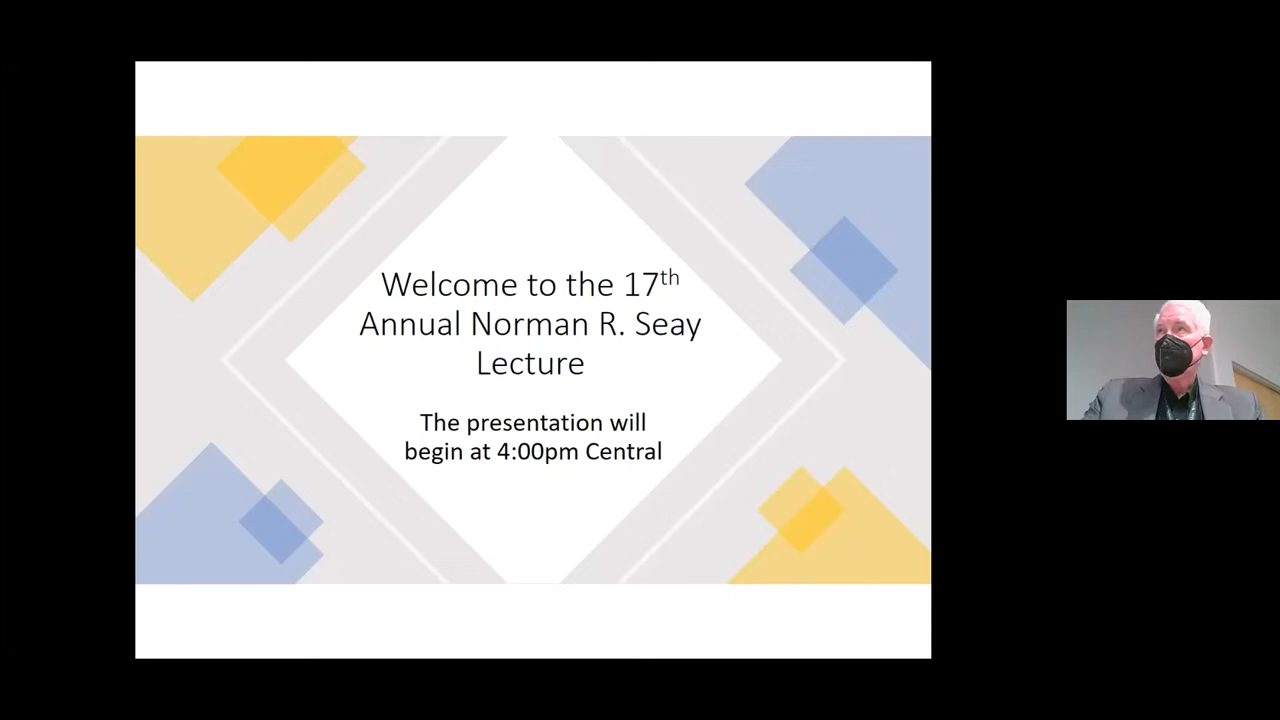 Welcome to the 17th
Annual Norman R. Seay
Lecture
The presentation will
begin at 4:00pm Central